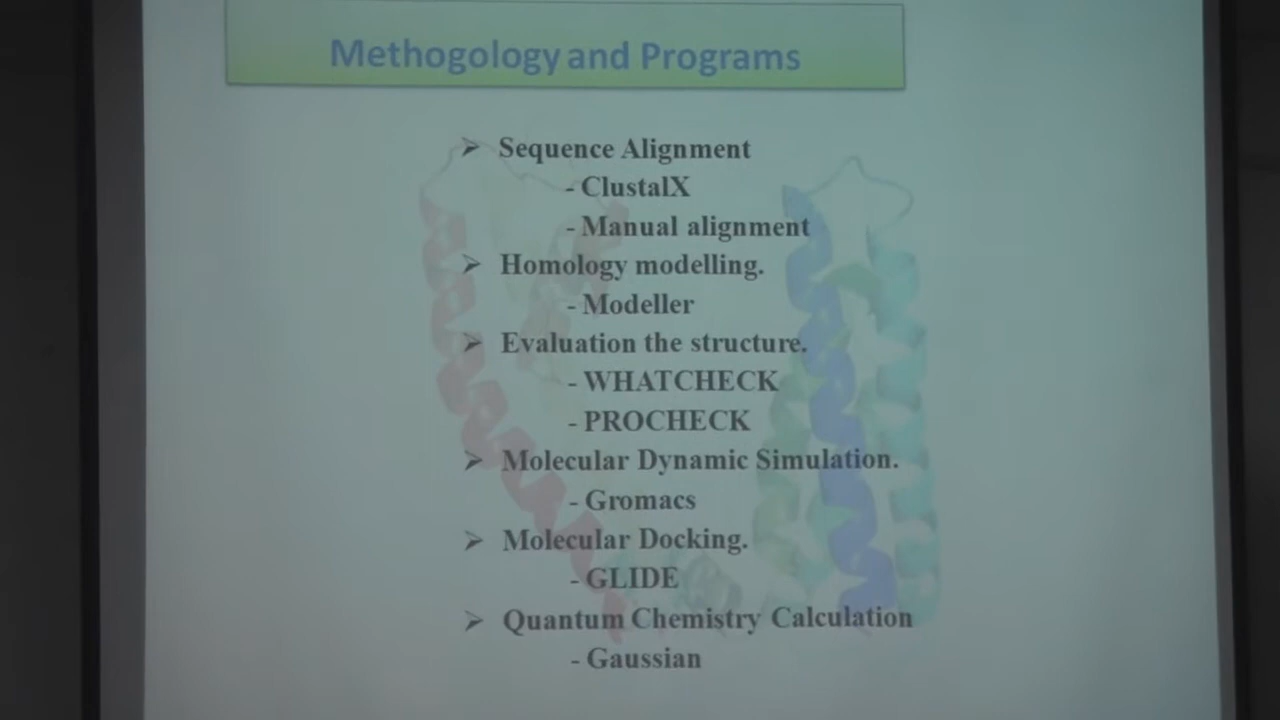 Methogology and Programs
➢ Sequence Alignment
- ClustalX
- Manual alignment
➢ Homology modelling.
- Modeller
➢ Evaluation the structure.
- WHATCHECK
- PROCHECK
➢ Molecular Dynamic Simulation.
- Gromacs
➢ Molecular Docking.
- GLIDE
➢ Quantum Chemistry Calculation
- Gaussian